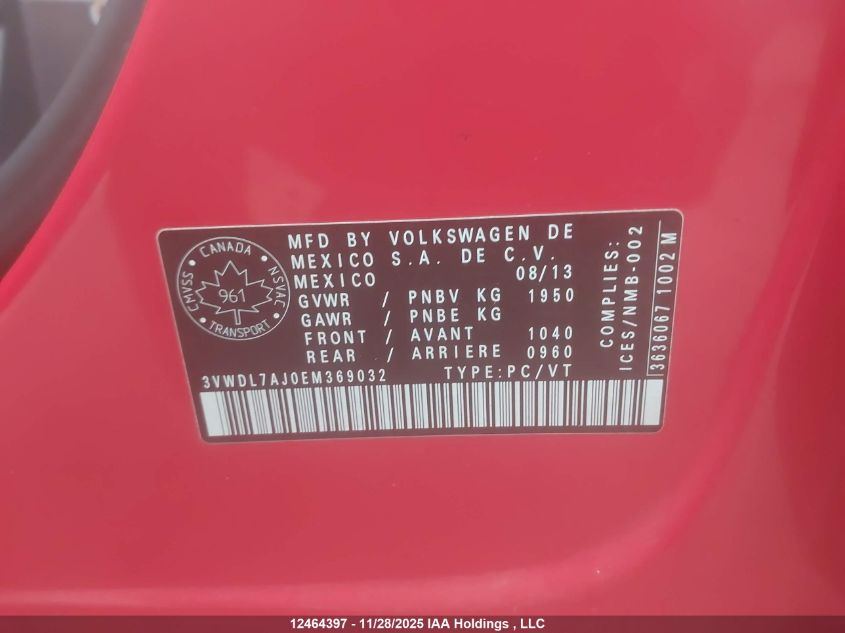 CANADA
CMVSS
NSVAC
961
TRANSPORT
MFD BY VOLKSWAGEN DE
MEXICO S.A. DE C.V.
MEXICO 08/13
GVWR / PNBV KG 1950
GAWR / PNBE KG
FRONT / AVANT 1040
REAR / ARRIERE 0960
3VWDL7AJ0EM369032 TYPE:PC/VT
COMPLIES:
ICES/NMB-002
3636067 1002 M
12464397 - 11/28/2025 IAA Holdings , LLC